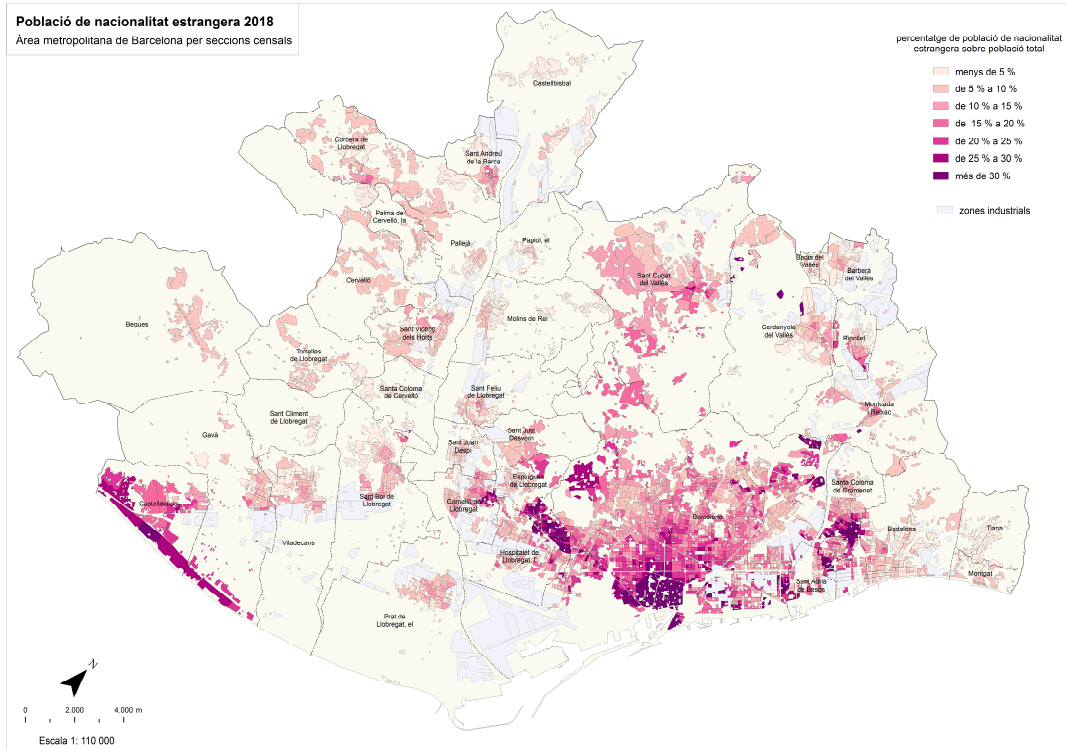 Població de nacionalitat estrangera 2018
Àrea metropolitana de Barcelona per seccions censals
percentatge de població de nacionalitat
estrangera sobre població total
menys de 5 %
de 5 % a 10 %
de 10 % a 15 %
de 15 % a 20 %
de 20 % a 25 %
de 25 % a 30 %
més de 30 %
zones industrials
Castellbisbal
Corbera de
Llobregat
Sant Andreu
de la Barca
Palma de
Cervelló, la
Pallejà
Papiol, el
Sant Cugat
del Vallès
Badia del
Vallès
Barberà
del Vallès
Cervelló
Begues
Molins de Rei
Sant Vicenç
dels Horts
Cerdanyola
del Vallès
Ripollet
Torrelles
de Llobregat
Santa Coloma
de Cervelló
Sant Feliu
de Llobregat
Montcada
Reixac
Sant Climent
de Llobregat
Gavà
Sant Just
Desvern
Sant Joan
Despí
Esplugues
de Llobregat
Santa Coloma
de Gramenet
Castelldefels
Sant Boi de
Llobregat
Cornellà de
Llobregat
Barcelona
Badalona
Tiana
Viladecans
Hospitalet de
Llobregat, l'
Sant Adrià
de Besòs
Montgat
Prat de
Llobregat, el
N
0 2.000 4.000 m
Escala 1: 110 000